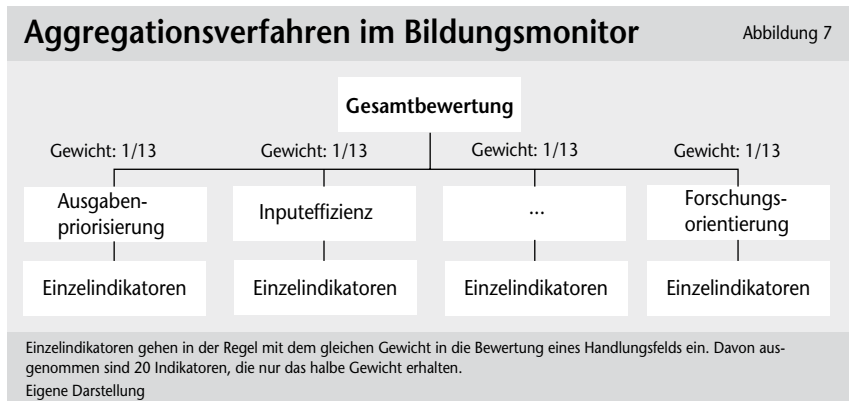 Aggregationsverfahren im Bildungsmonitor
Abbildung 7
Gesamtbewertung
Gewicht: 1/13
Gewicht: 1/13
Gewicht: 1/13
Gewicht: 1/13
Ausgaben-
priorisierung
Inputeffizienz
...
Forschungs-
orientierung
Einzelindikatoren
Einzelindikatoren
Einzelindikatoren
Einzelindikatoren
Einzelindikatoren gehen in der Regel mit dem gleichen Gewicht in die Bewertung eines Handlungsfelds ein. Davon aus-
genommen sind 20 Indikatoren, die nur das halbe Gewicht erhalten.
Eigene Darstellung